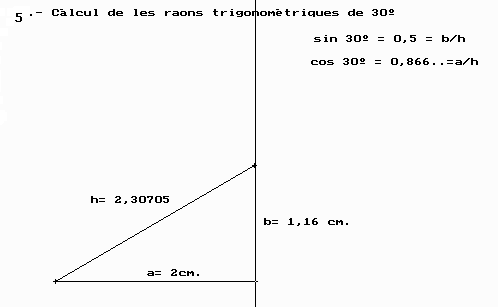 5.- Càlcul de les raons trigonomètriques de 30º
sin 30º = 0,5 = b/h
cos 30º = 0,866..=a/h
h= 2,30705
b= 1,16 cm.
a= 2cm.